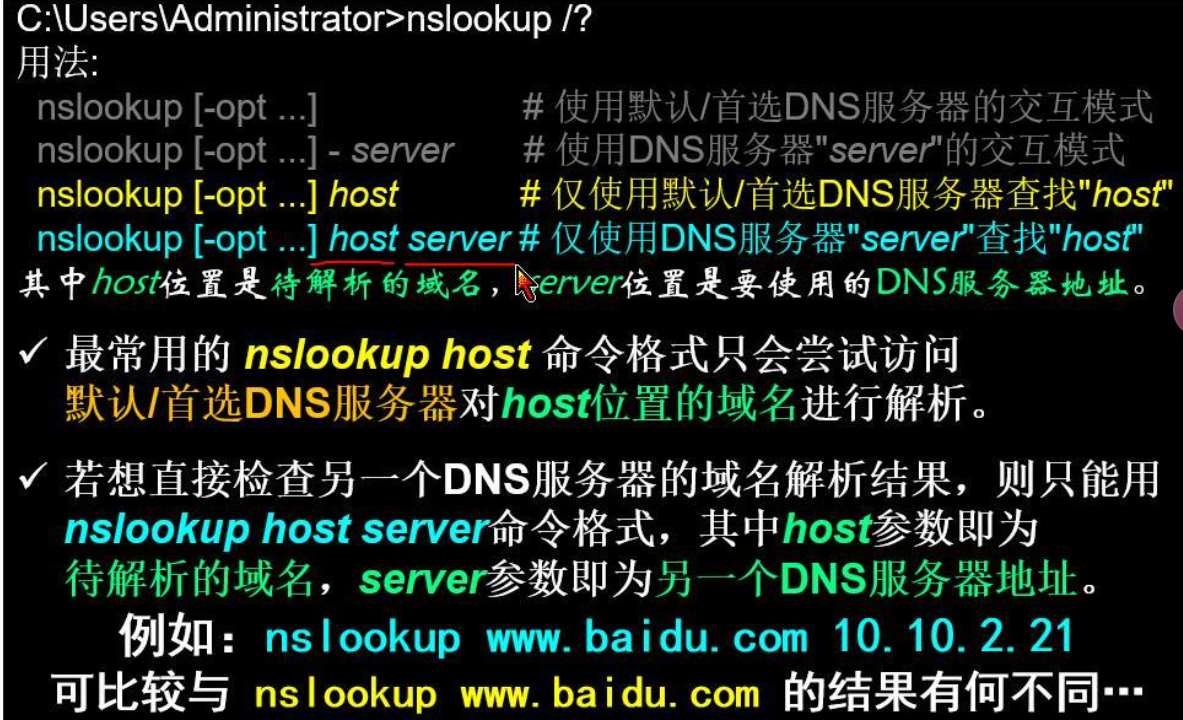 C:\Users\Administrator>nslookup /?
用法:
nslookup [-opt ...] # 使用默认/首选DNS服务器的交互模式
nslookup [-opt ...] - server # 使用DNS服务器"server"的交互模式
nslookup [-opt ...] host # 仅使用默认/首选DNS服务器查找"host"
nslookup [-opt ...] host server # 仅使用DNS服务器"server"查找"host"
其中host位置是待解析的域名，server位置是要使用的DNS服务器地址。
✓ 最常用的 nslookup host 命令格式只会尝试访问
默认/首选DNS服务器对host位置的域名进行解析。
✓ 若想直接检查另一个DNS服务器的域名解析结果，则只能用
nslookup host server命令格式，其中host参数即为
待解析的域名，server参数即为另一个DNS服务器地址。
例如：nslookup www.baidu.com 10.10.2.21
可比较与 nslookup www.baidu.com 的结果有何不同…